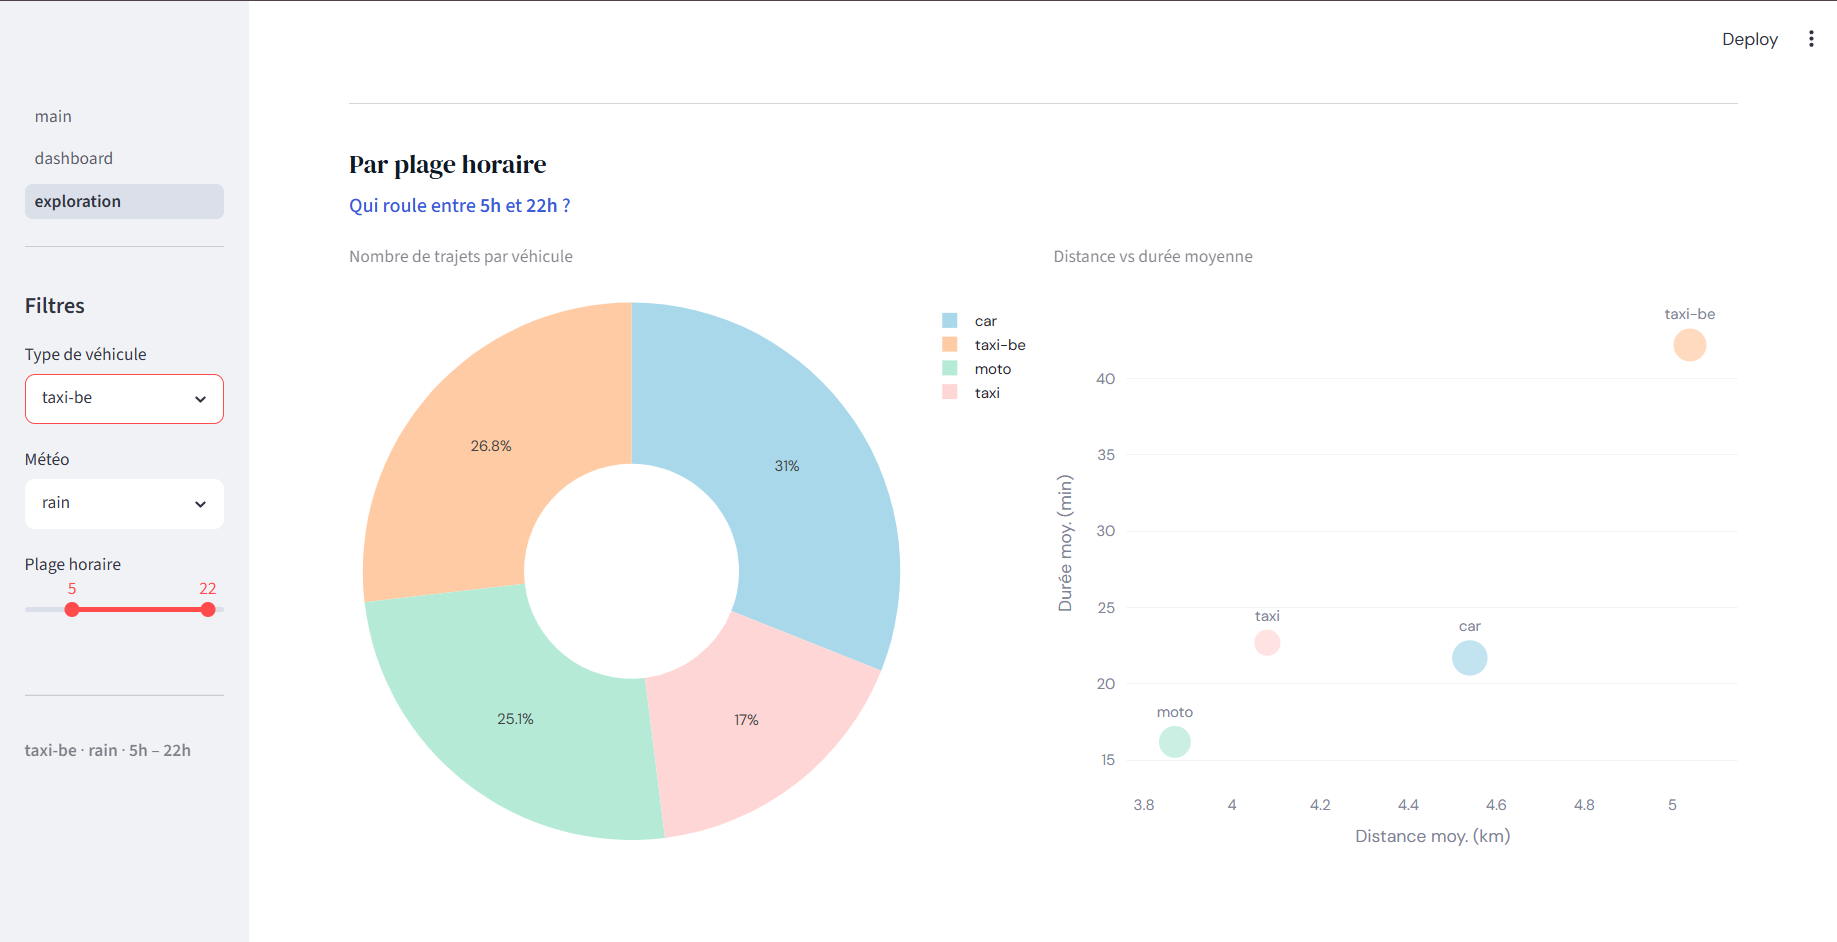 Deploy
main
dashboard
exploration
Filtres
Type de véhicule
taxi-be
Météo
rain
Plage horaire
5 22
taxi-be · rain · 5h – 22h
Par plage horaire
Qui roule entre 5h et 22h ?
Nombre de trajets par véhicule
26.8%
31%
25.1%
17%
car
taxi-be
moto
taxi
Distance vs durée moyenne
taxi-be
taxi
car
moto
40
35
30
25
20
15
Durée moy. (min)
3.8 4 4.2 4.4 4.6 4.8 5
Distance moy. (km)